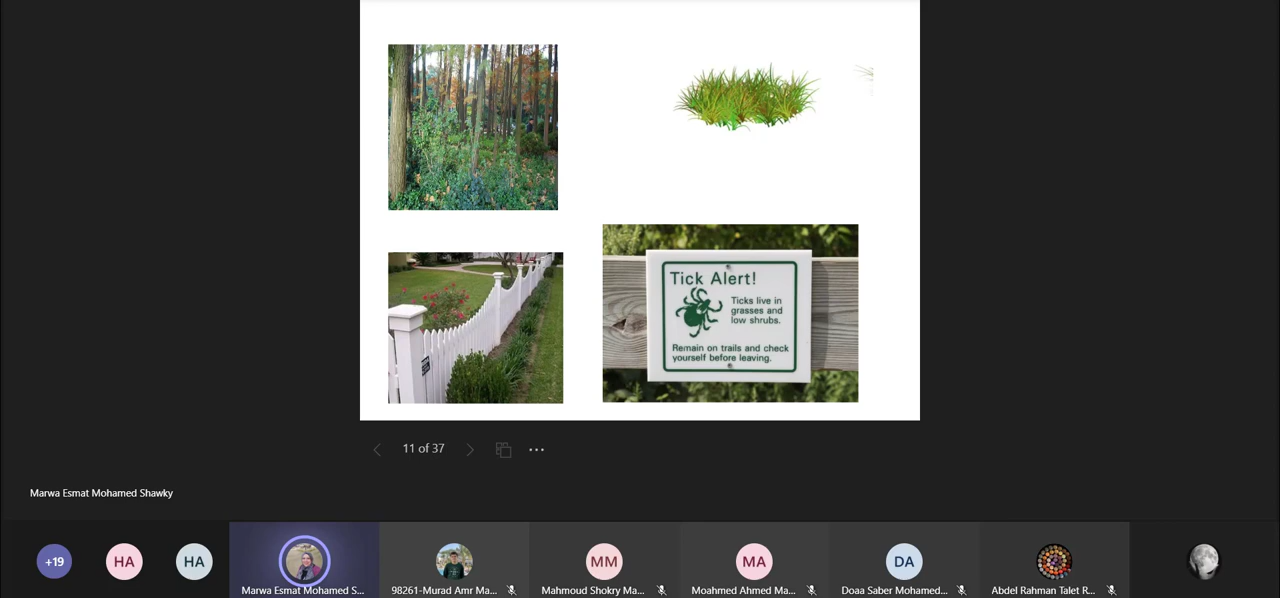 Tick Alert!
Ticks live in
grasses and
low shrubs.
Remain on trails and check
yourself before leaving.
11 of 37
Marwa Esmat Mohamed Shawky
+19
HA
HA
Marwa Esmat Mohamed S...
98261-Murad Amr Ma...
MM
Mahmoud Shokry Ma...
MA
Moahmed Ahmed Ma...
DA
Doaa Saber Mohamed...
Abdel Rahman Talet R...